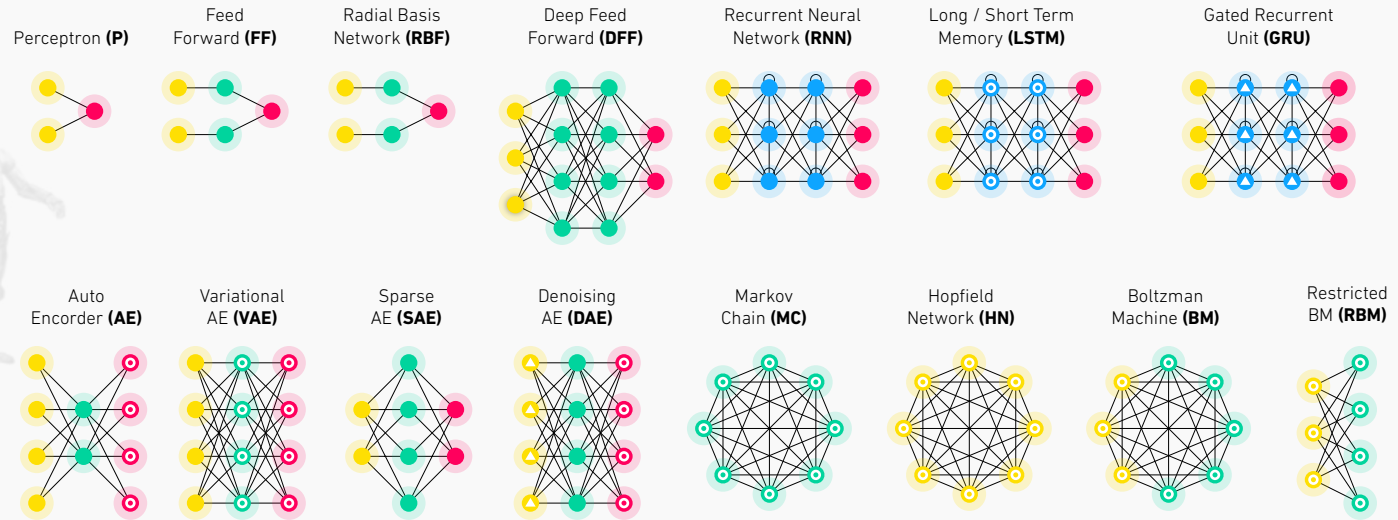 Perceptron (P)
Feed
Forward (FF)
Radial Basis
Network (RBF)
Deep Feed
Forward (DFF)
Recurrent Neural
Network (RNN)
Long / Short Term
Memory (LSTM)
Gated Recurrent
Unit (GRU)
Auto
Encorder (AE)
Variational
AE (VAE)
Sparse
AE (SAE)
Denoising
AE (DAE)
Markov
Chain (MC)
Hopfield
Network (HN)
Boltzman
Machine (BM)
Restricted
BM (RBM)